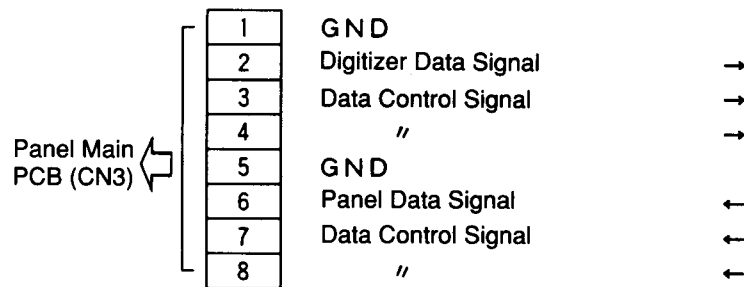 1 GND
2 Digitizer Data Signal →
3 Data Control Signal →
4 〃 →
Panel Main
PCB (CN3)
5 GND
6 Panel Data Signal ←
7 Data Control Signal ←
8 〃 ←